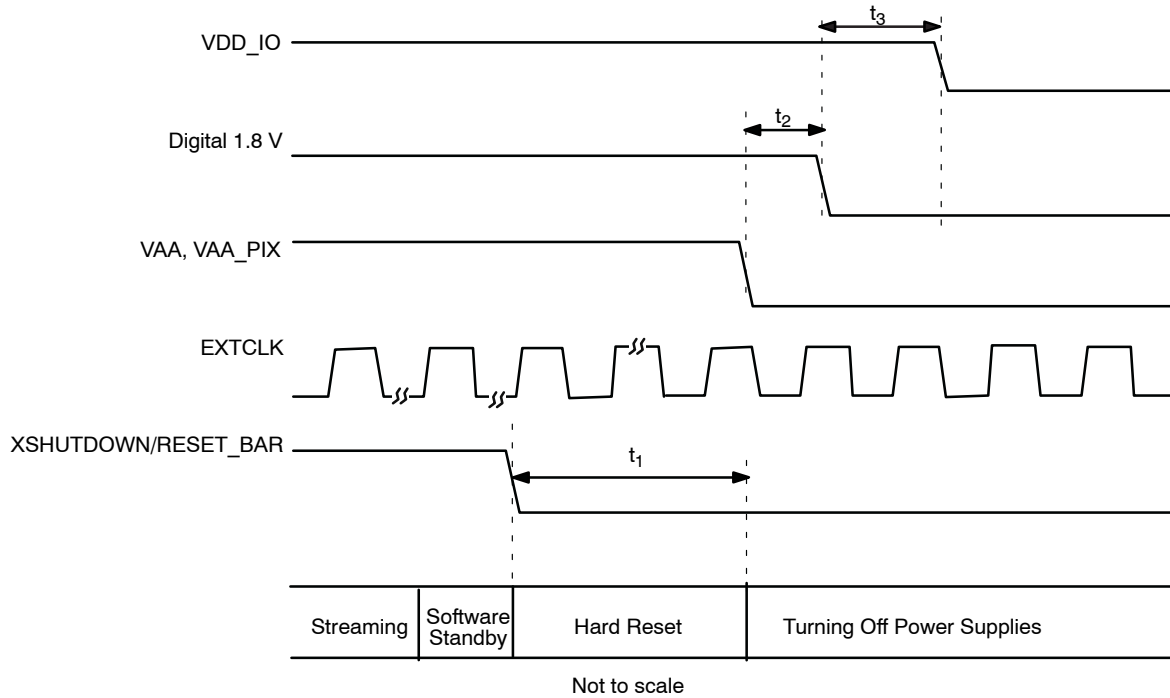 t₃
VDD_IO
t₂
Digital 1.8 V
VAA, VAA_PIX
EXTCLK
XSHUTDOWN/RESET_BAR
t₁
Streaming
Software
Standby
Hard Reset
Turning Off Power Supplies
Not to scale